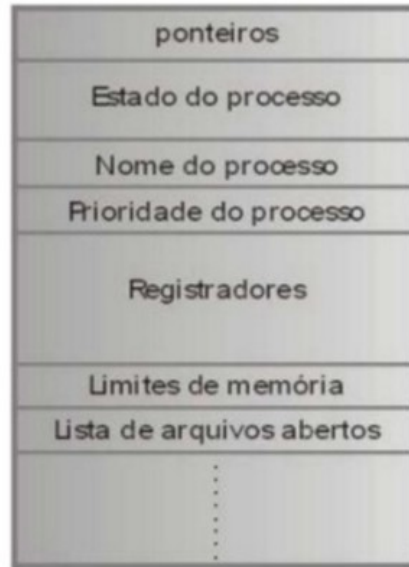 ponteiros
Estado do processo
Nome do processo
Prioridade do processo
Registradores
Limites de memória
Lista de arquivos abertos